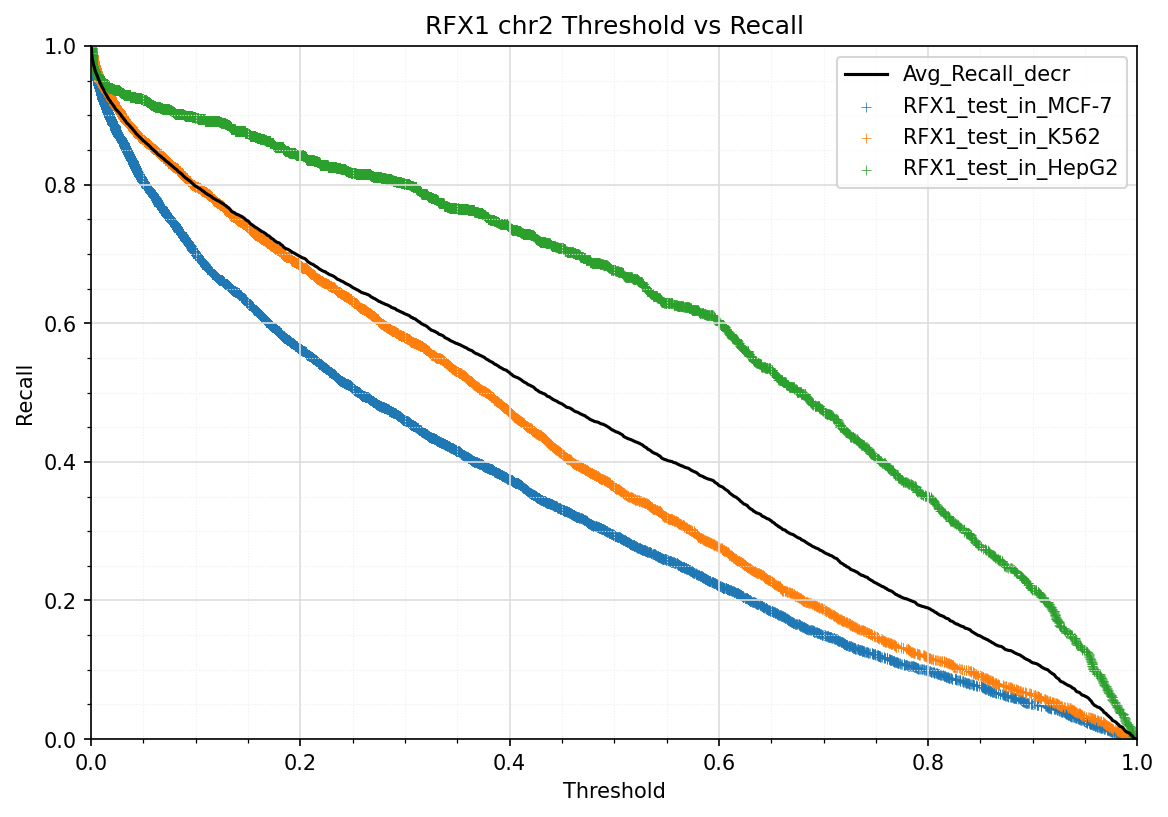 RFX1 chr2 Threshold vs Recall
1.0
0.8
0.6
0.4
0.2
0.0
Recall
Avg_Recall_decr
RFX1_test_in_MCF-7
RFX1_test_in_K562
RFX1_test_in_HepG2
0.0 0.2 0.4 0.6 0.8 1.0
Threshold